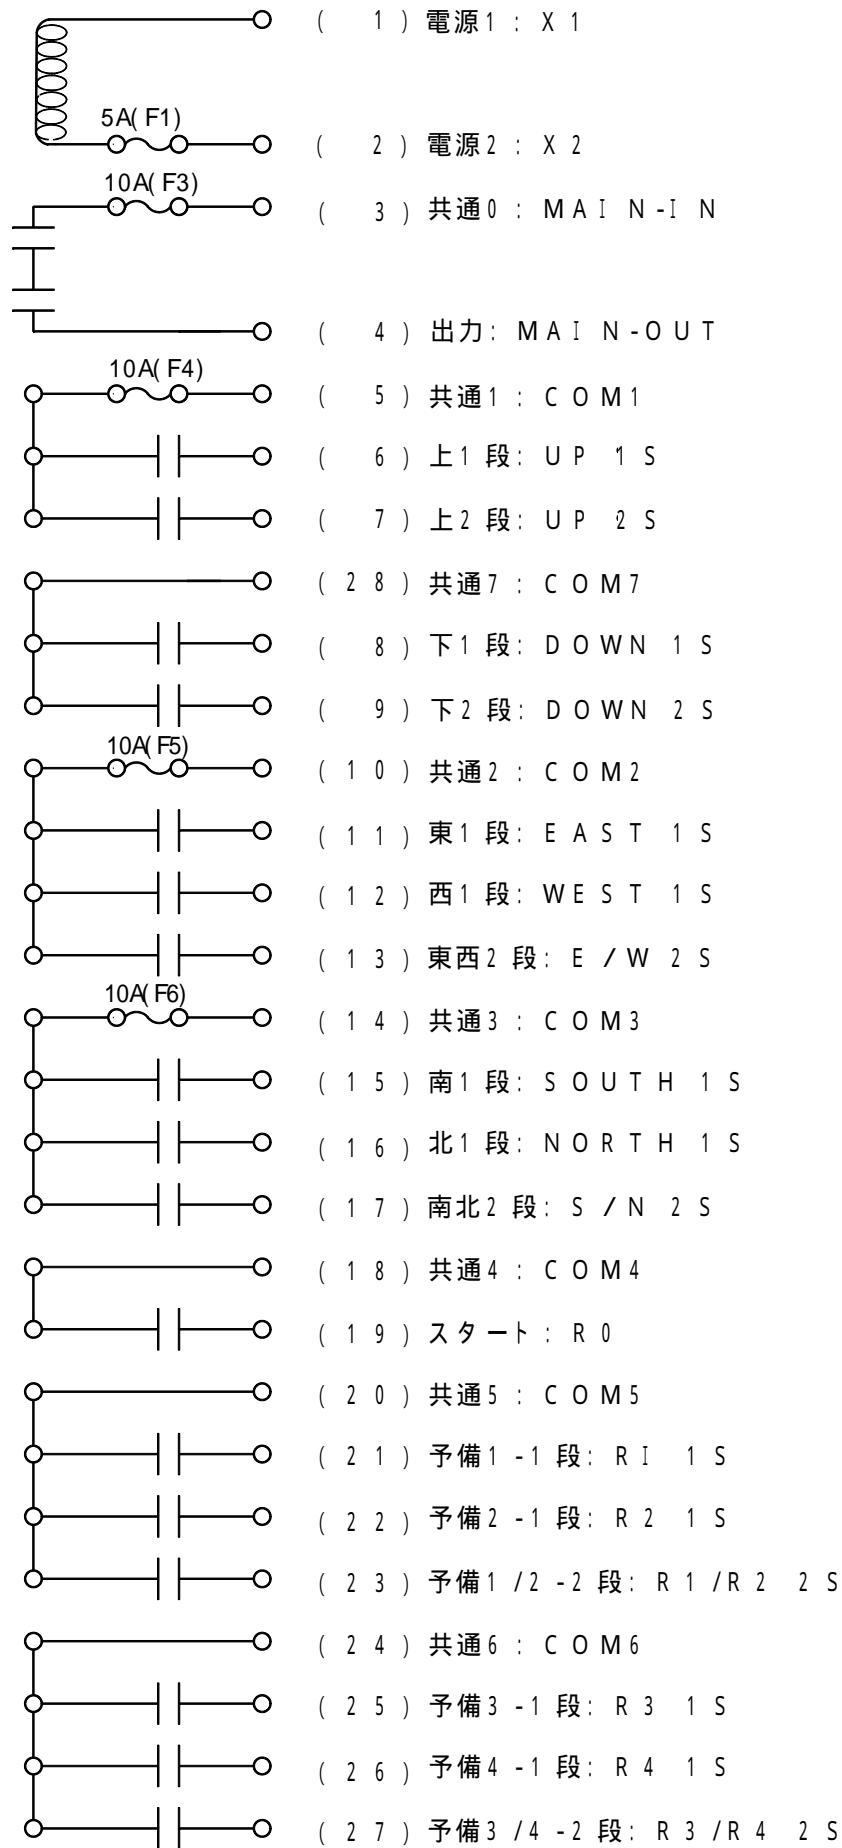 ( 1 ) 電源1 : X 1
5A(F1)
( 2 ) 電源2 : X 2
10A(F3)
( 3 ) 共通0 : MAIN-IN
( 4 ) 出力: MAIN-OUT
10A(F4)
( 5 ) 共通1 : COM1
( 6 ) 上1段: UP 1S
( 7 ) 上2段: UP 2S
(28) 共通7 : COM7
( 8 ) 下1段: DOWN 1S
( 9 ) 下2段: DOWN 2S
10A(F5)
(10) 共通2 : COM2
(11) 東1段: EAST 1S
(12) 西1段: WEST 1S
(13) 東西2段: E/W 2S
10A(F6)
(14) 共通3 : COM3
(15) 南1段: SOUTH 1S
(16) 北1段: NORTH 1S
(17) 南北2段: S/N 2S
(18) 共通4 : COM4
(19) スタート: R0
(20) 共通5 : COM5
(21) 予備1-1段: RI 1S
(22) 予備2-1段: R2 1S
(23) 予備1/2-2段: R1/R2 2S
(24) 共通6 : COM6
(25) 予備3-1段: R3 1S
(26) 予備4-1段: R4 1S
(27) 予備3/4-2段: R3/R4 2S